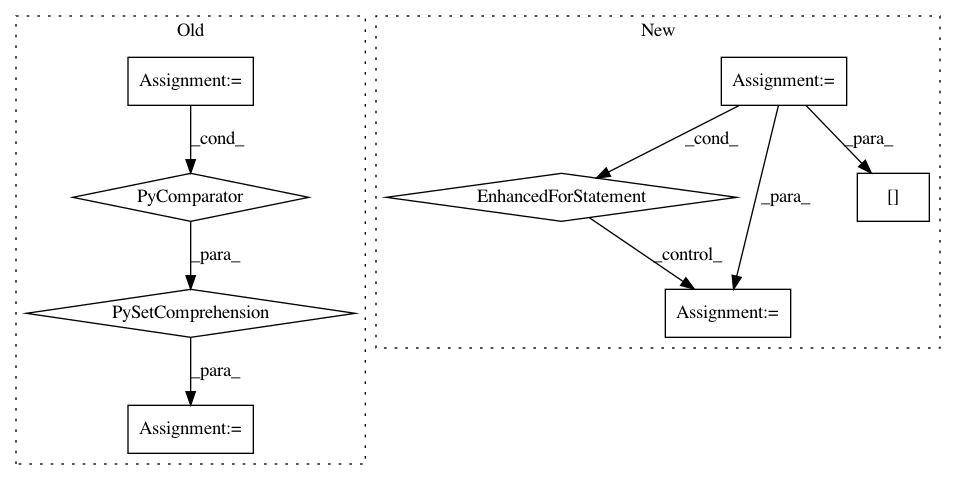 Old
New
Assignment:=
Assignment:=
_cond_
_cond_
_para_
PyComparator
EnhancedForStatement
_para_
[]
_para_
_control_
PySetComprehension
Assignment:=
_para_
Assignment:=